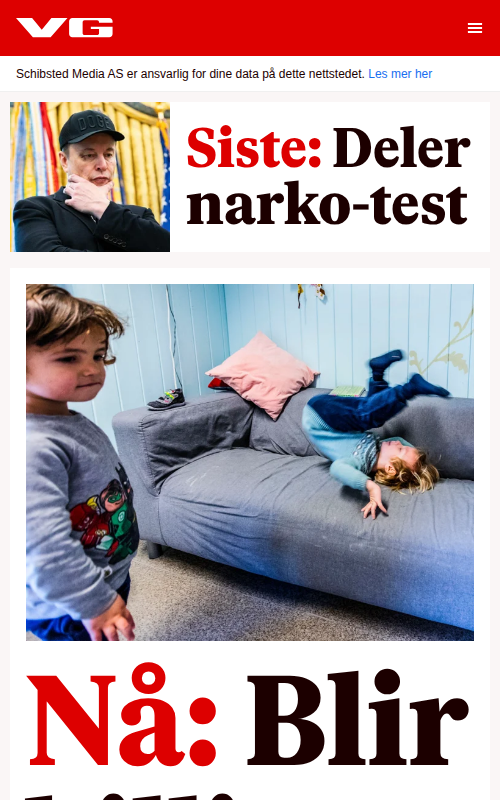 VG
Schibsted Media AS er ansvarlig for dine data på dette nettstedet. Les mer her
DOGE
Siste: Deler
narko-test
Nå: Blir